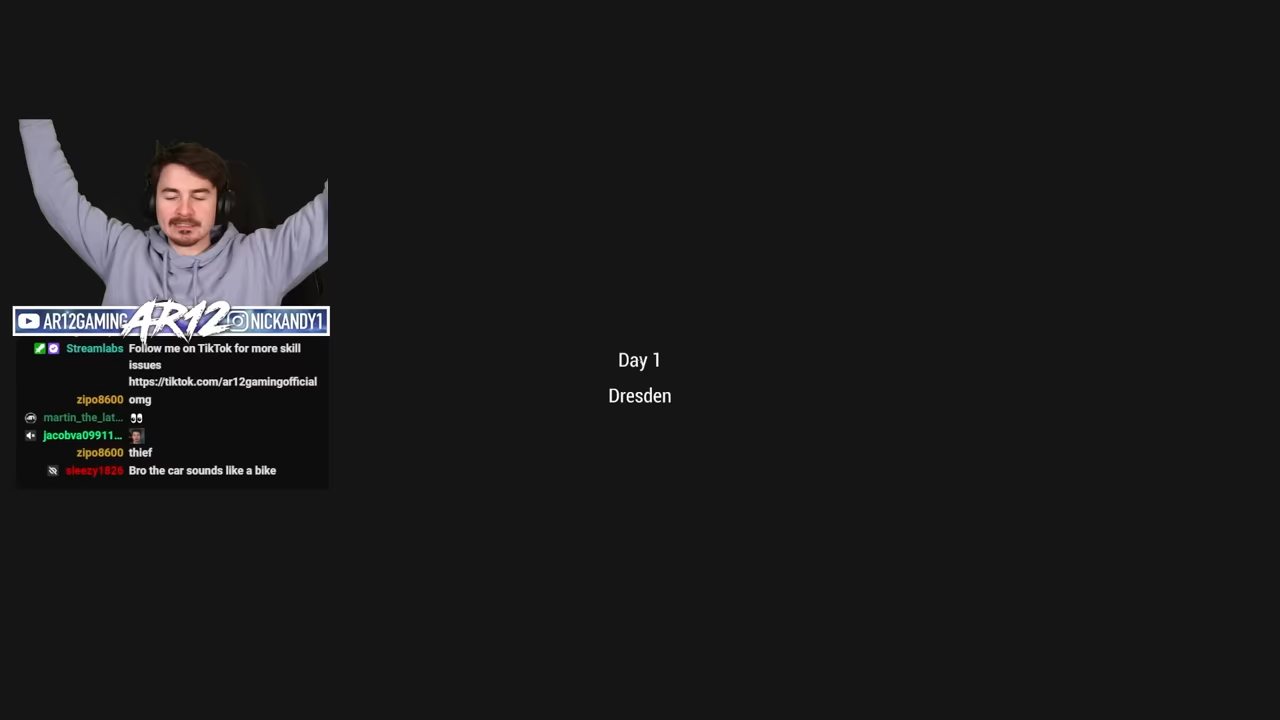 AR12GAMING AR12 NICKANDY1
Streamlabs Follow me on TikTok for more skill
issues
https://tiktok.com/ar12gamingofficial
zipo8600 omg
martin_the_lat...
jacobva09911...
zipo8600 thief
sleezy1826 Bro the car sounds like a bike
Day 1
Dresden